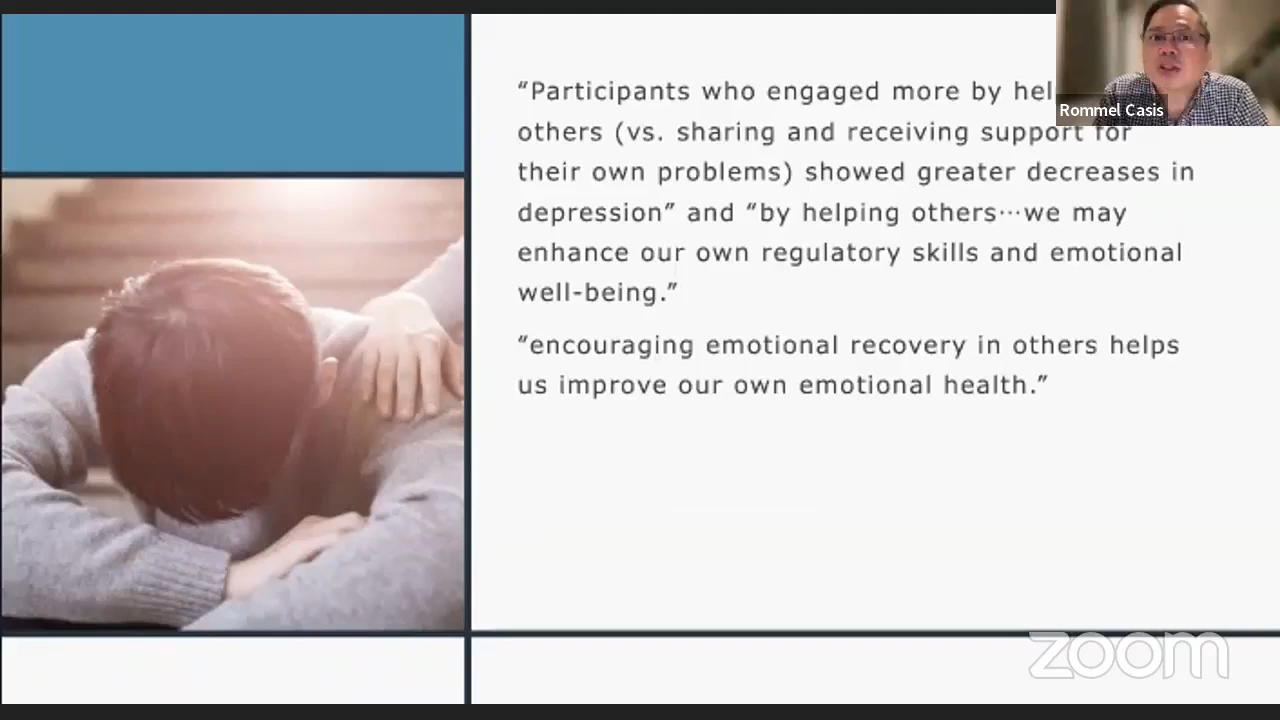 “Participants who engaged more by
others (vs. sharing and receiving support for
their own problems) showed greater decreases in
depression” and “by helping others⋯we may
enhance our own regulatory skills and emotional
well-being.”
“encouraging emotional recovery in others helps
us improve our own emotional health.”
Rommel Casis
zoom